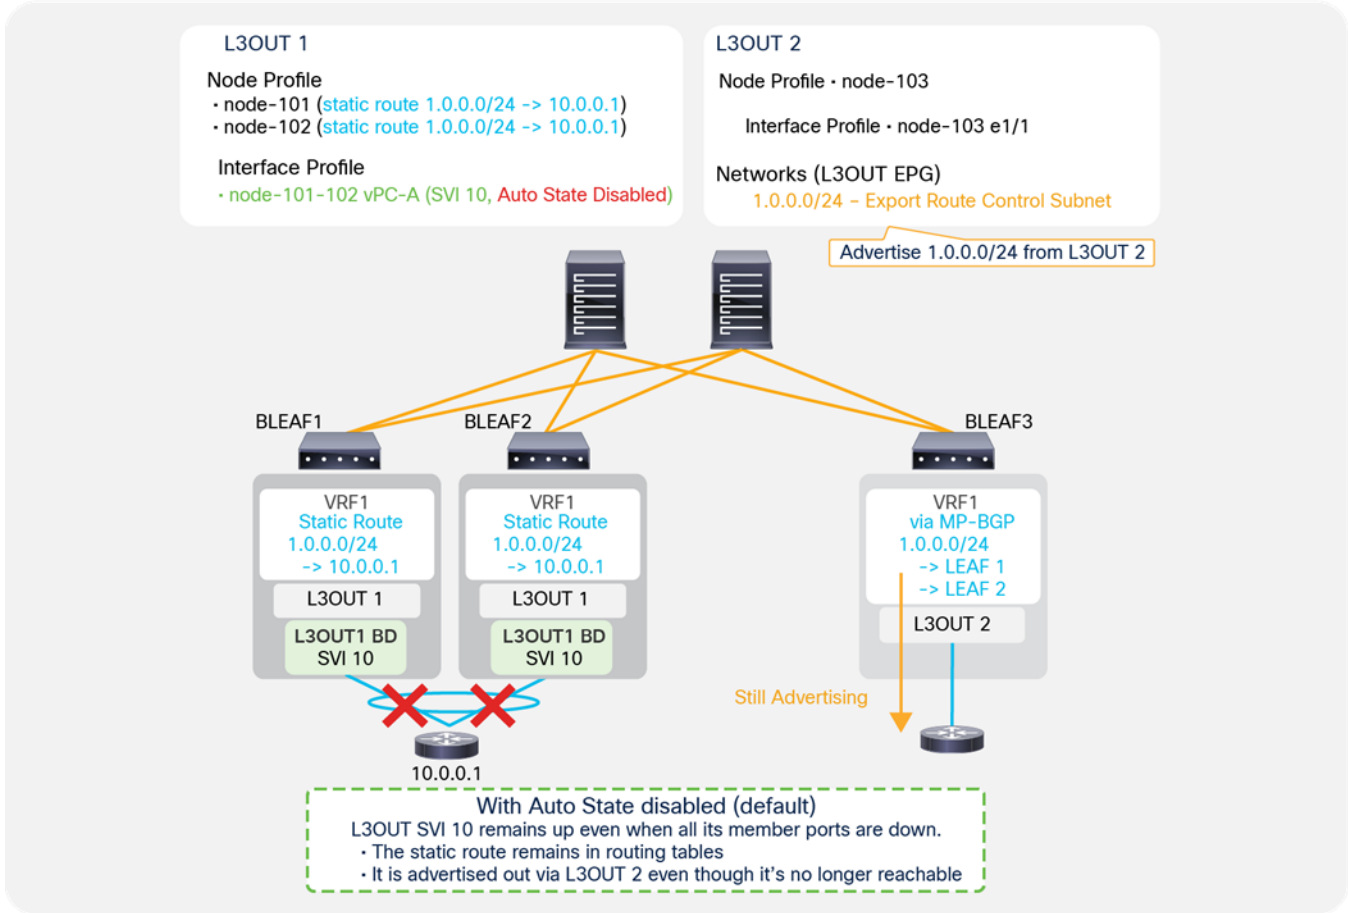 L3OUT 1
Node Profile
· node-101 (static route 1.0.0.0/24 -> 10.0.0.1)
· node-102 (static route 1.0.0.0/24 -> 10.0.0.1)
Interface Profile
· node-101-102 vPC-A (SVI 10, Auto State Disabled)
L3OUT 2
Node Profile · node-103
Interface Profile · node-103 e1/1
Networks (L3OUT EPG)
1.0.0.0/24 – Export Route Control Subnet
Advertise 1.0.0.0/24 from L3OUT 2
BLEAF1
VRF1
Static Route
1.0.0.0/24
-> 10.0.0.1
L3OUT 1
L3OUT1 BD
SVI 10
BLEAF2
VRF1
Static Route
1.0.0.0/24
-> 10.0.0.1
L3OUT 1
L3OUT1 BD
SVI 10
BLEAF3
VRF1
via MP-BGP
1.0.0.0/24
-> LEAF 1
-> LEAF 2
L3OUT 2
Still Advertising
10.0.0.1
With Auto State disabled (default)
L3OUT SVI 10 remains up even when all its member ports are down.
· The static route remains in routing tables
· It is advertised out via L3OUT 2 even though it's no longer reachable